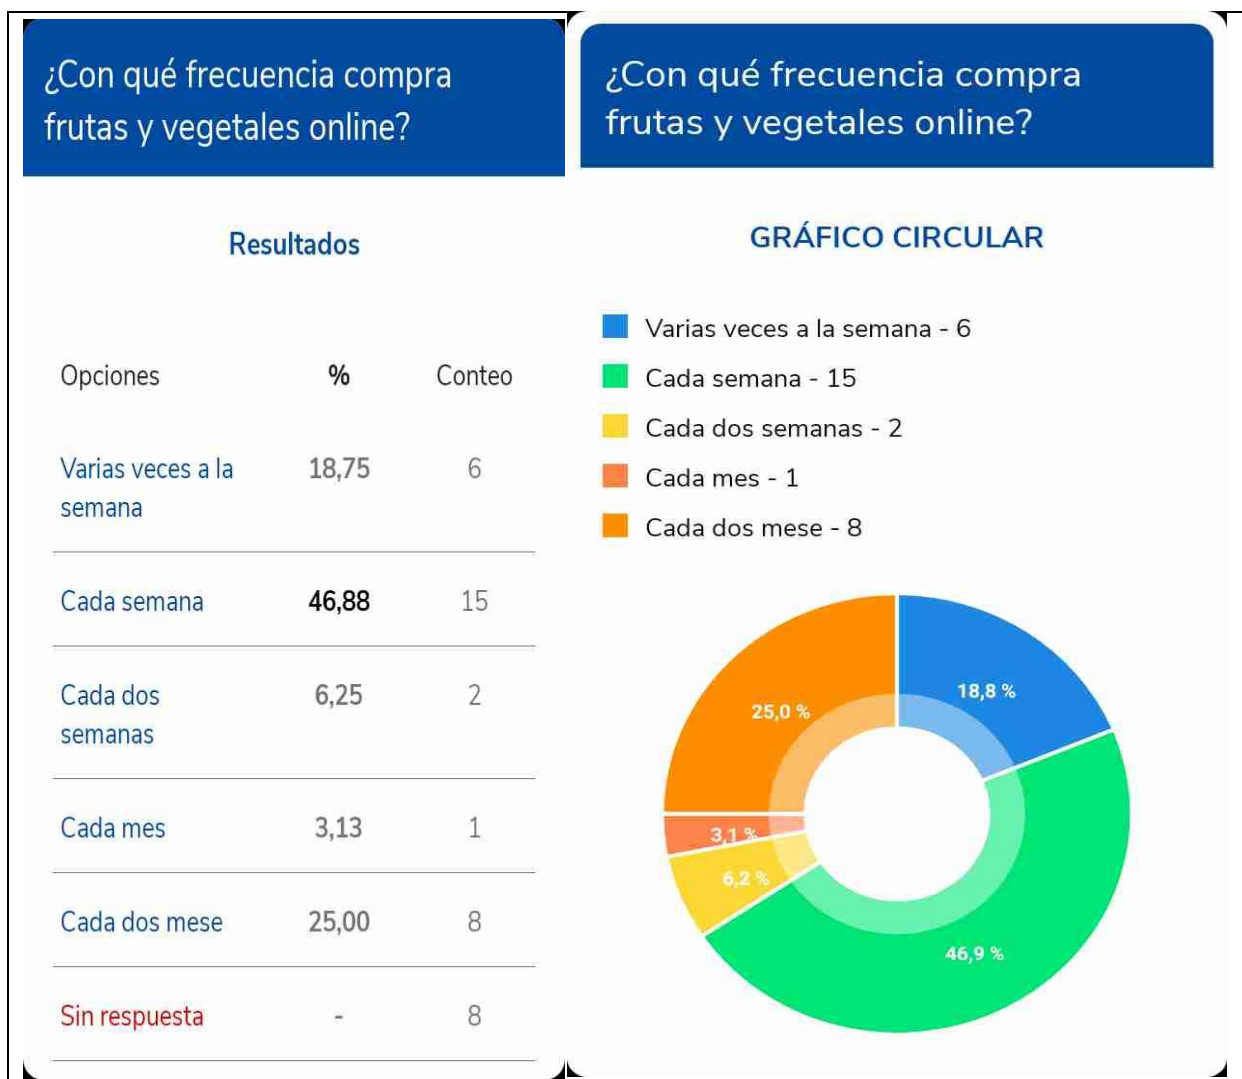 ¿Con qué frecuencia compra
frutas y vegetales online?
Resultados
Opciones % Conteo
Varias veces a la 18,75 6
semana
Cada semana 46,88 15
Cada dos 6,25 2
semanas
Cada mes 3,13 1
Cada dos mese 25,00 8
Sin respuesta - 8
¿Con qué frecuencia compra
frutas y vegetales online?
GRÁFICO CIRCULAR
Varias veces a la semana - 6
Cada semana - 15
Cada dos semanas - 2
Cada mes - 1
Cada dos mese - 8
18,8 %
25,0 %
3,1 %
6,2 %
46,9 %